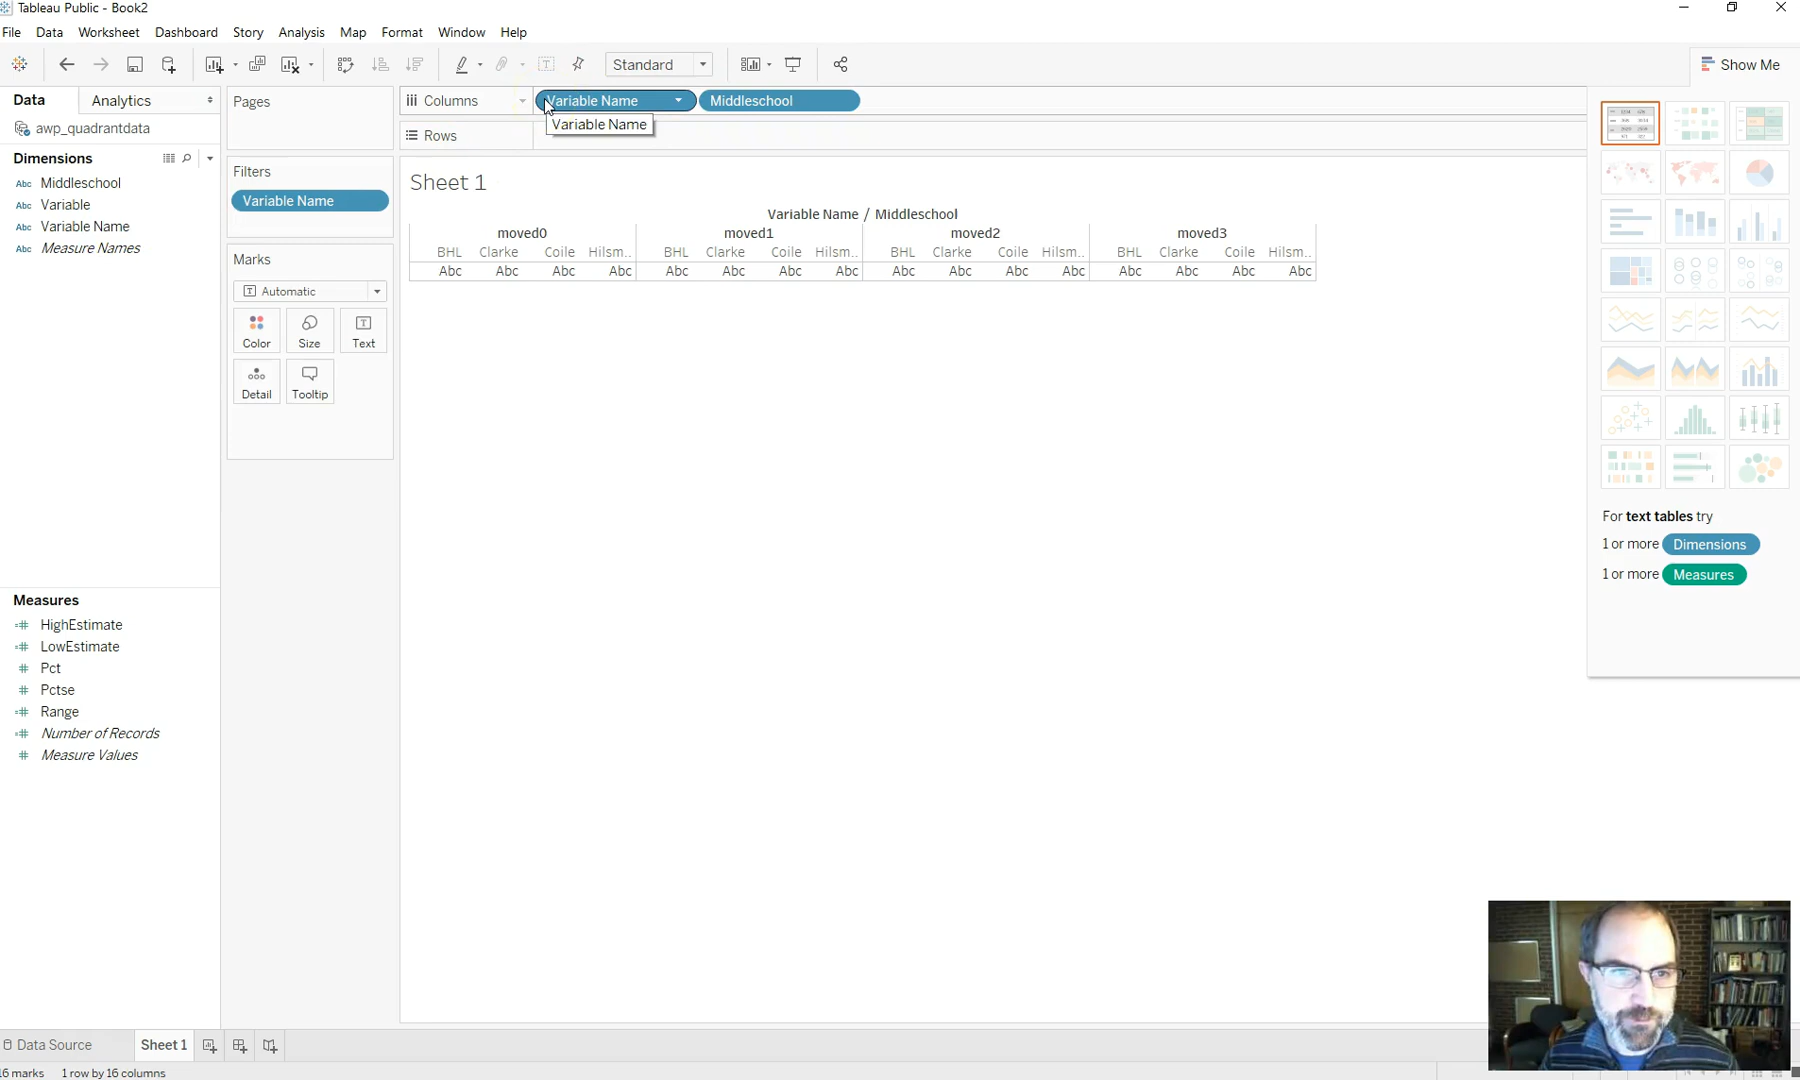 Tableau Public - Book2
File Data Worksheet Dashboard Story Analysis Map Format Window Help
Standard
Show Me
Data Analytics
awp_quadrantdata
Dimensions
Abc Middleschool
Abc Variable
Abc Variable Name
Abc Measure Names
Measures
HighEstimate
LowEstimate
Pct
Pctse
Range
Number of Records
Measure Values
Pages
Filters
Variable Name
Marks
Automatic
Color Size Text
Detail Tooltip
Columns Variable Name Middleschool
Variable Name
Rows
Sheet 1
Variable Name / Middleschool
moved0 moved1 moved2 moved3
BHL Clarke Coile Hilsm.. BHL Clarke Coile Hilsm.. BHL Clarke Coile Hilsm.. BHL Clarke Coile Hilsm..
Abc Abc Abc Abc Abc Abc Abc Abc Abc Abc Abc Abc Abc Abc Abc Abc
For text tables try
1 or more Dimensions
1 or more Measures
Data Source Sheet 1
16 marks 1 row by 16 columns